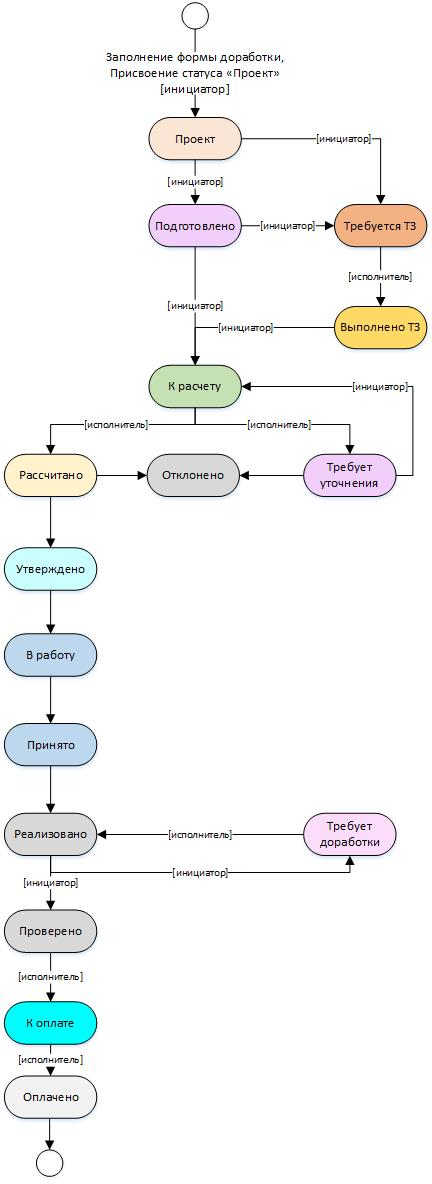 Заполнение формы доработки,
Присвоение статуса «Проект»
[инициатор]
Проект
[инициатор]
[инициатор]
Подготовлено
[инициатор]
Требуется ТЗ
[исполнитель]
[инициатор]
[инициатор]
Выполнено ТЗ
К расчету
[инициатор]
[исполнитель]
[исполнитель]
Рассчитано
Отклонено
Требует
уточнения
Утверждено
В работу
Принято
Реализовано
[исполнитель]
Требует
доработки
[инициатор]
[инициатор]
Проверено
[исполнитель]
К оплате
[исполнитель]
Оплачено